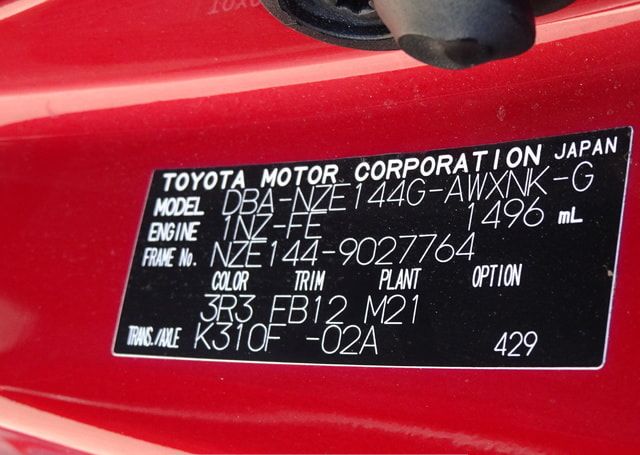 TOYOTA MOTOR CORPORATION JAPAN
MODEL DBA-NZE144G-AWXNK-G
ENGINE 1NZ-FE 1496 mL
FRAME No. NZE144-9027764
COLOR TRIM PLANT OPTION
3R3 FB12 M21
TRANS./AXLE K310F -02A 429